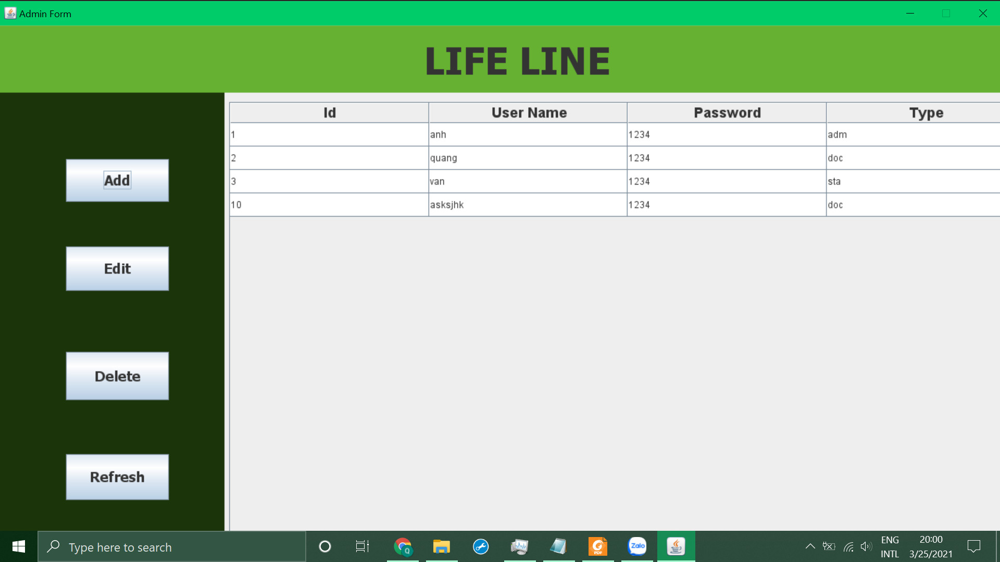 Admin Form
LIFE LINE
Id User Name Password Type
1 anh 1234 adm
2 quang 1234 doc
3 van 1234 sta
10 asksjhk 1234 doc
Add
Edit
Delete
Refresh
Type here to search
Q
PDF
Zalo
ENG
INTL
20:00
3/25/2021